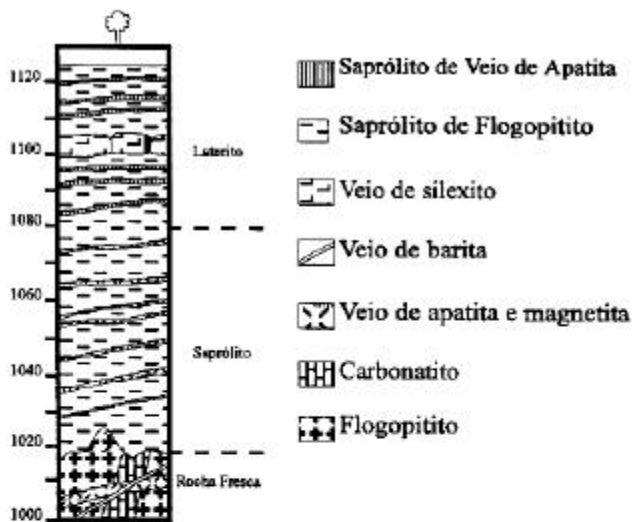 1120
1100
1080
1060
1040
1020
1000
Laterito
Saprólito
Rocha Fresca
Saprólito de Veio de Apatita
Saprólito de Flogopitito
Veio de sílexito
Veio de barita
Veio de apatita e magnetita
Carbonatito
Flogopitito